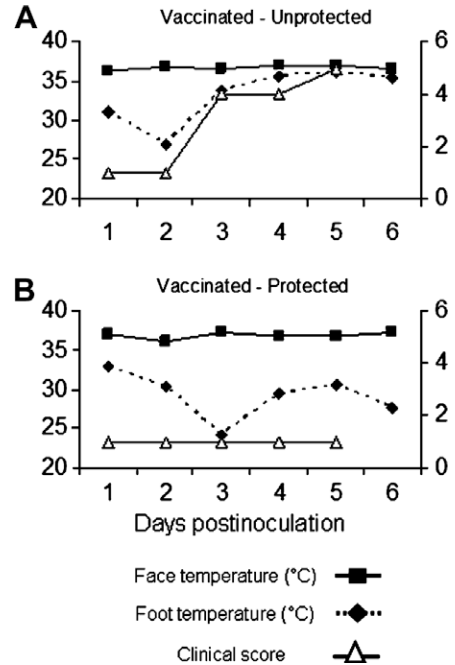 A
Vaccinated - Unprotected
40
35
30
25
20
6
4
2
0
1 2 3 4 5 6
B
Vaccinated - Protected
40
35
30
25
20
6
4
2
0
1 2 3 4 5 6
Days postinoculation
Face temperature (°C)
Foot temperature (°C)
Clinical score